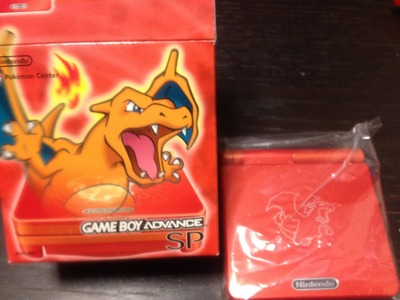 Nintendo
Pokémon Center
GAME BOY ADVANCE
SP
Nintendo